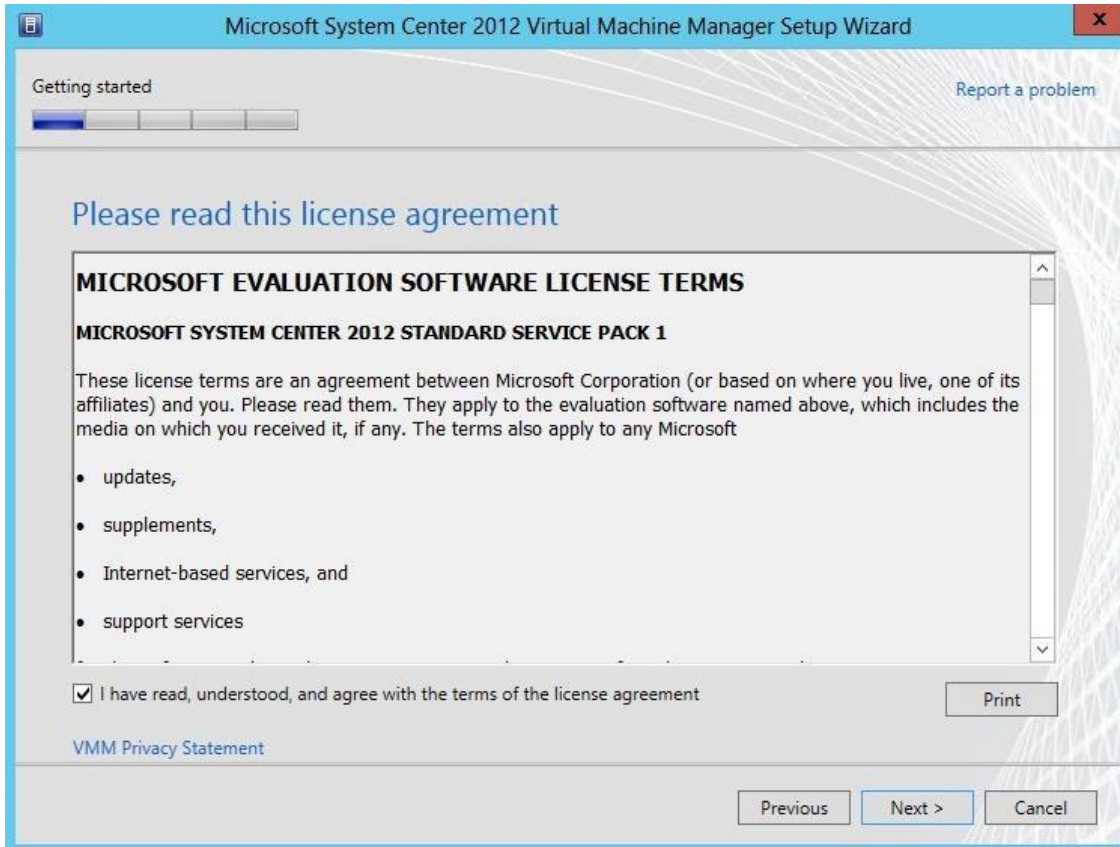 Microsoft System Center 2012 Virtual Machine Manager Setup Wizard
x
Getting started
Report a problem
Please read this license agreement
MICROSOFT EVALUATION SOFTWARE LICENSE TERMS
MICROSOFT SYSTEM CENTER 2012 STANDARD SERVICE PACK 1
These license terms are an agreement between Microsoft Corporation (or based on where you live, one of its
affiliates) and you. Please read them. They apply to the evaluation software named above, which includes the
media on which you received it, if any. The terms also apply to any Microsoft
• updates,
• supplements,
• Internet-based services, and
• support services
I have read, understood, and agree with the terms of the license agreement
Print
VMM Privacy Statement
Previous
Next >
Cancel